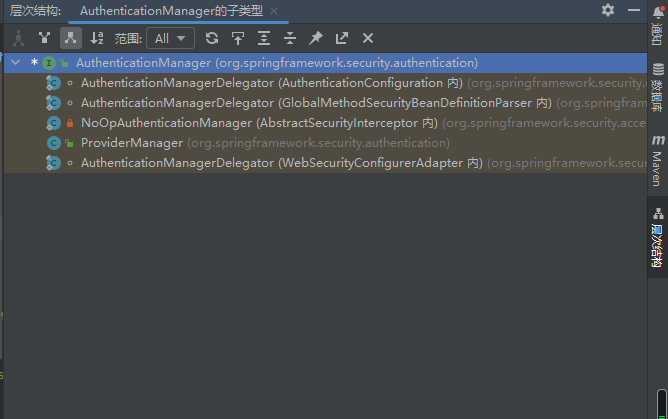 层次结构: AuthenticationManager的子类型
范围: All
AuthenticationManager (org.springframework.security.authentication)
AuthenticationManagerDelegator (AuthenticationConfiguration 内) (org.springframework.secur
AuthenticationManagerDelegator (GlobalMethodSecurityBeanDefinitionParser 内) (org.spring
NoOpAuthenticationManager (AbstractSecurityInterceptor 内) (org.springframework.security.acce
ProviderManager (org.springframework.security.authentication)
AuthenticationManagerDelegator (WebSecurityConfigurerAdapter 内) (org.springframework.secu
通知
数据库
Maven
层次结构